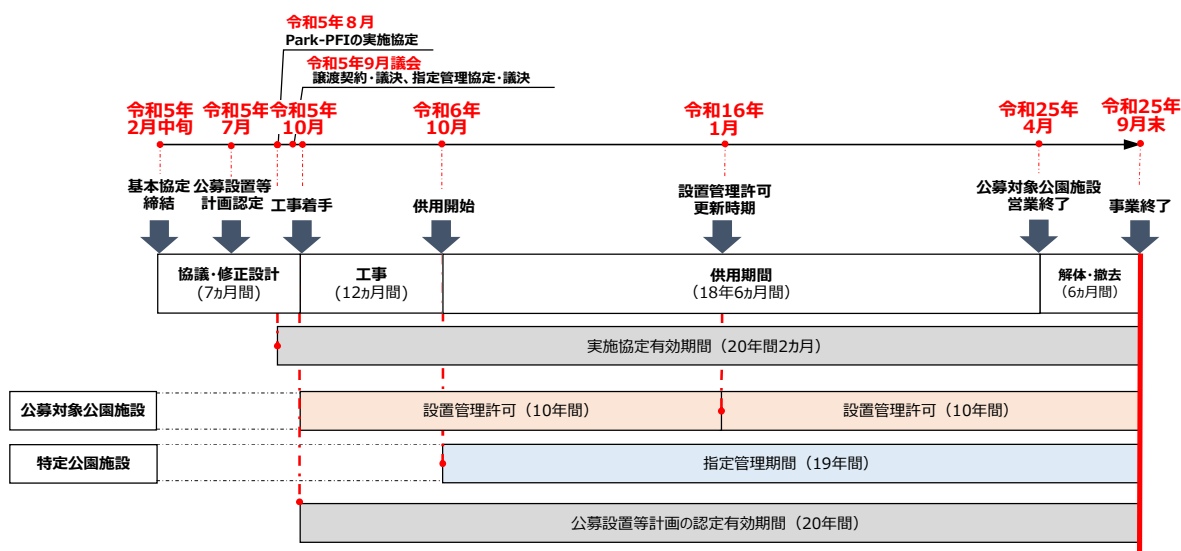 令和5年８月
Park-PFIの実施協定
令和5年9月議会
譲渡契約・議決、指定管理協定・議決
令和5年
2月中旬
令和5年
7月
令和5年
10月
令和6年
10月
令和16年
1月
令和25年
4月
令和25年
9月末
基本協定
締結
公募設置等
計画認定
工事着手
供用開始
設置管理許可
更新時期
公募対象公園施設
営業終了
事業終了
協議・修正設計
(7ヵ月間)
工事
(12ヵ月間)
供用期間
（18年6ヵ月間）
解体・撤去
（6ヵ月間）
実施協定有効期間（20年間2カ月）
公募対象公園施設
設置管理許可（10年間）
設置管理許可（10年間）
特定公園施設
指定管理期間（19年間）
公募設置等計画の認定有効期間（20年間）